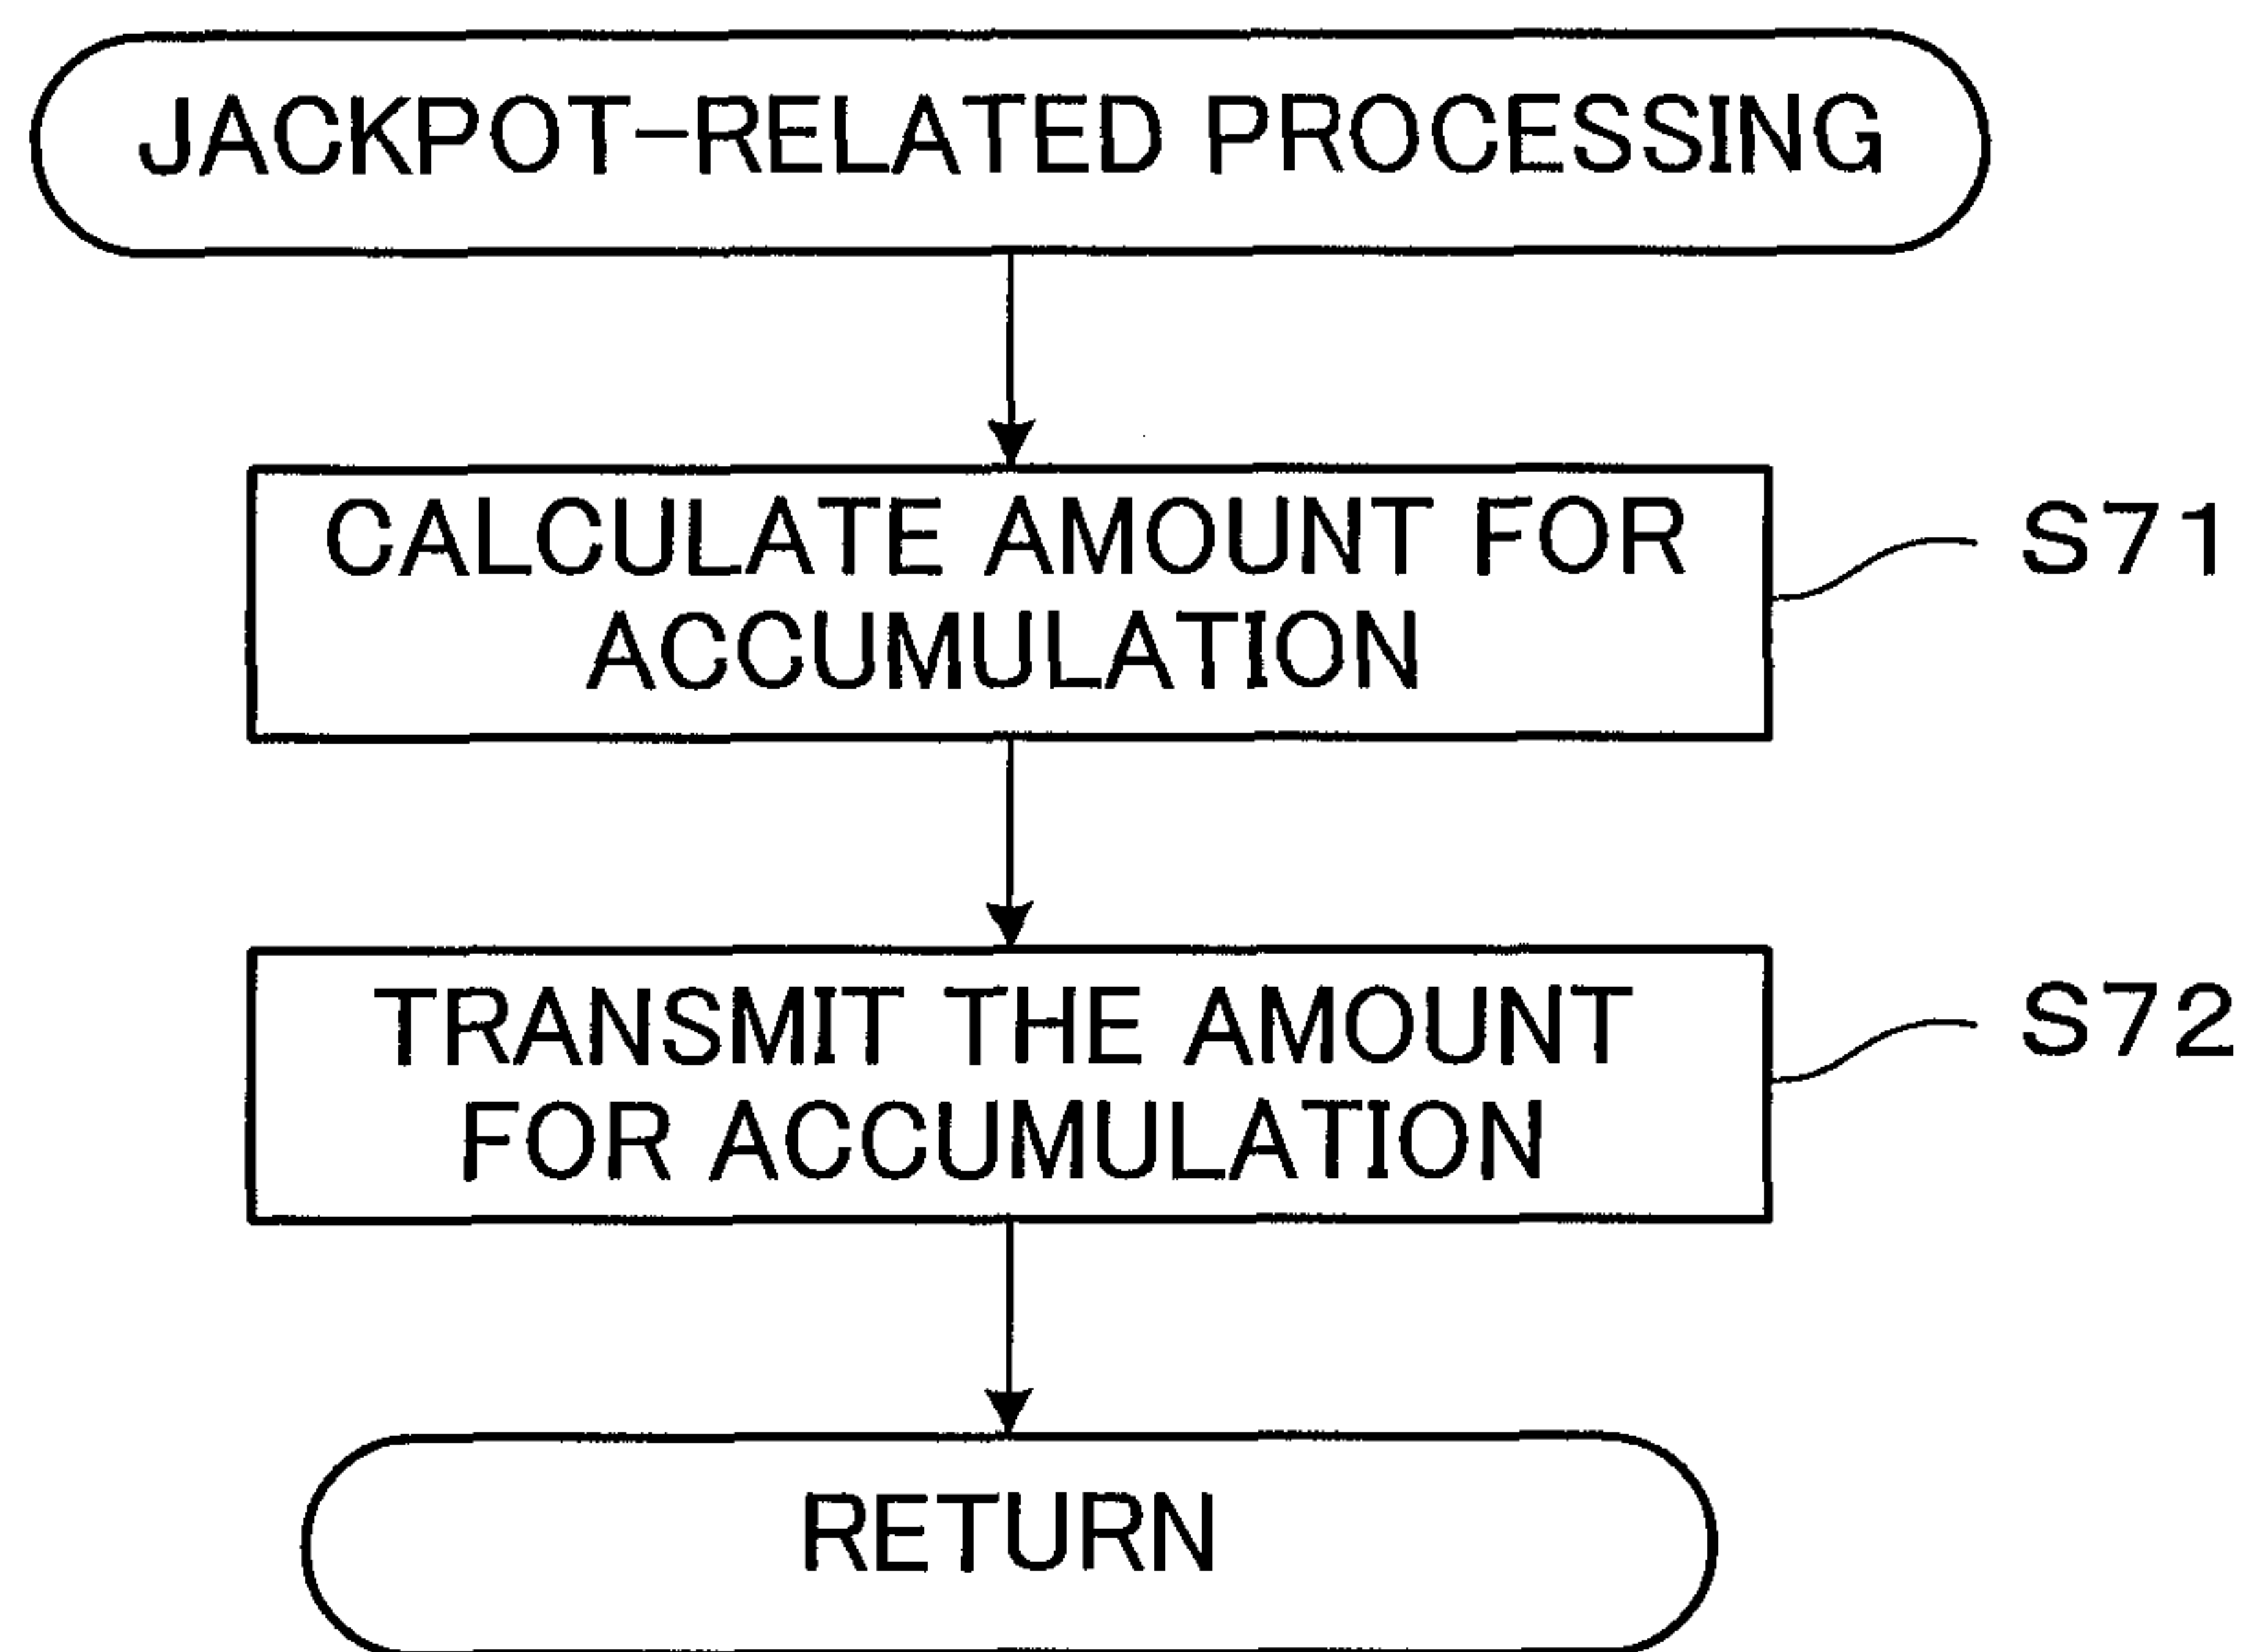 JACKPOT-RELATED PROCESSING
CALCULATE AMOUNT FOR
ACCUMULATION
S71
TRANSMIT THE AMOUNT
FOR ACCUMULATION
S72
RETURN